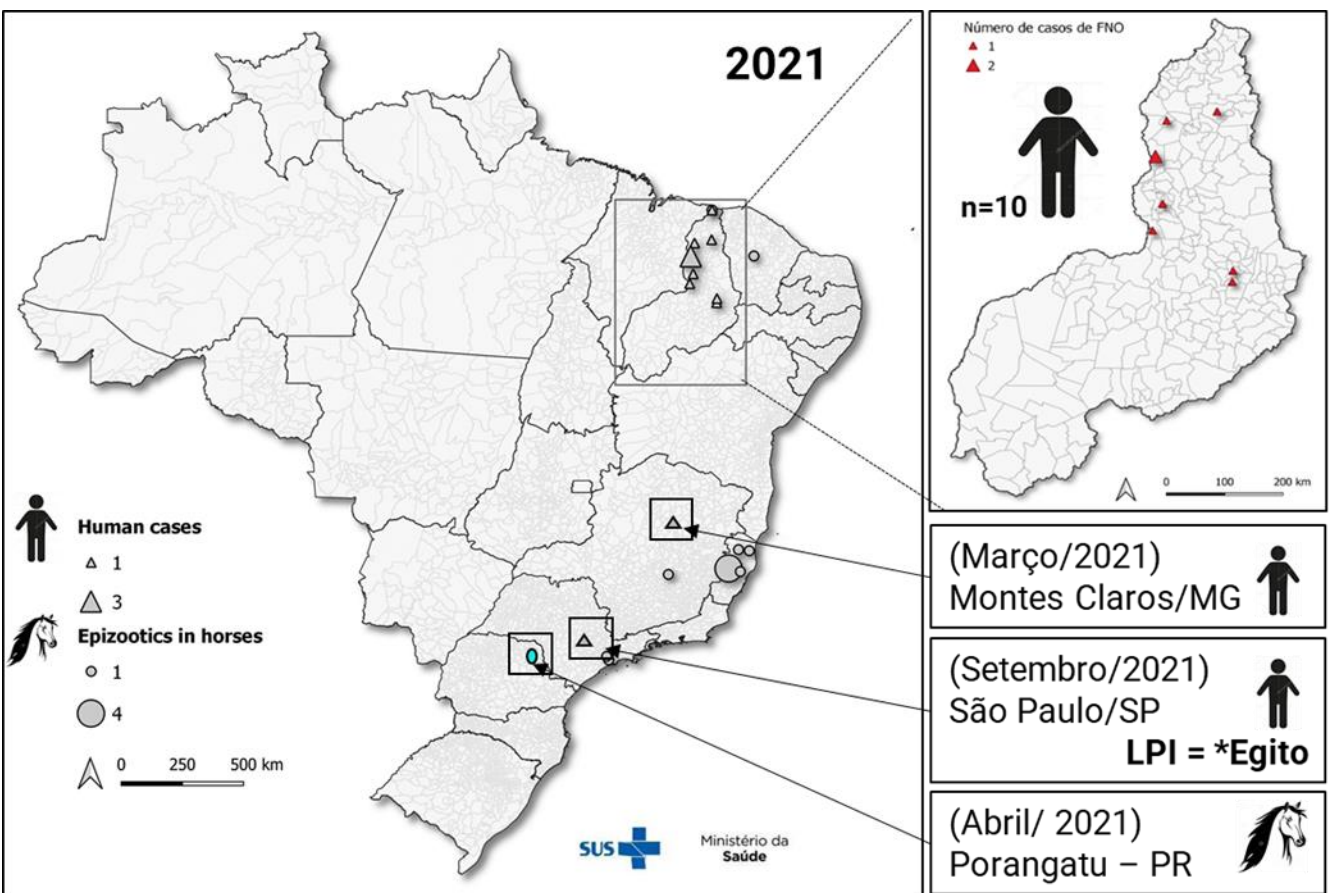 2021
Human cases
1
3
Epizootics in horses
1
4
0 250 500 km
SUS
Ministério da
Saúde
Número de casos de FNO
1
2
n=10
0 100 200 km
(Março/2021)
Montes Claros/MG
(Setembro/2021)
São Paulo/SP
LPI = *Egito
(Abril/ 2021)
Porangatu – PR